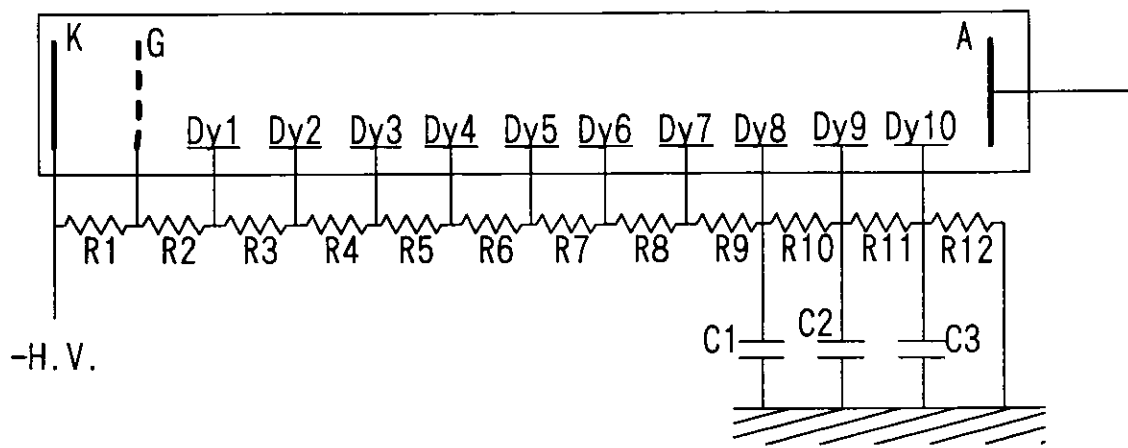 K G A
Dy1 Dy2 Dy3 Dy4 Dy5 Dy6 Dy7 Dy8 Dy9 Dy10
R1 R2 R3 R4 R5 R6 R7 R8 R9 R10 R11 R12
C1 C2 C3
-H.V.